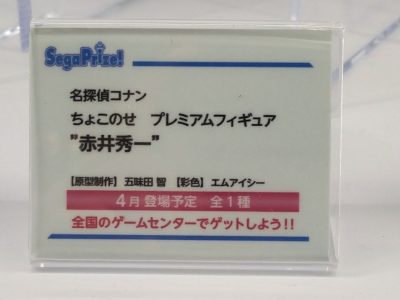 SegaPrize!
名探偵コナン
ちょこのせ プレミアムフィギュア
"赤井秀一"
【原型制作】 五味田 智 【彩色】 エムアイシー
4月 登場予定 全1種
全国のゲームセンターでゲットしよう!!